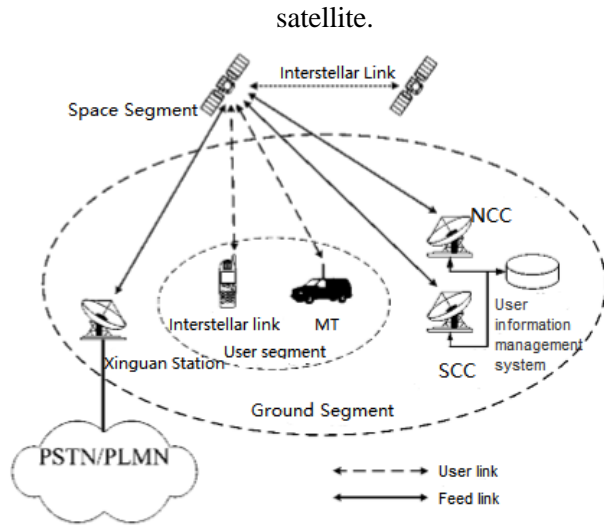 satellite.
Interstellar Link
Space Segment
NCC
Interstellar link
MT
User
information
management
system
Xinguan Station
User segment
SCC
Ground Segment
PSTN/PLMN
User link
Feed link